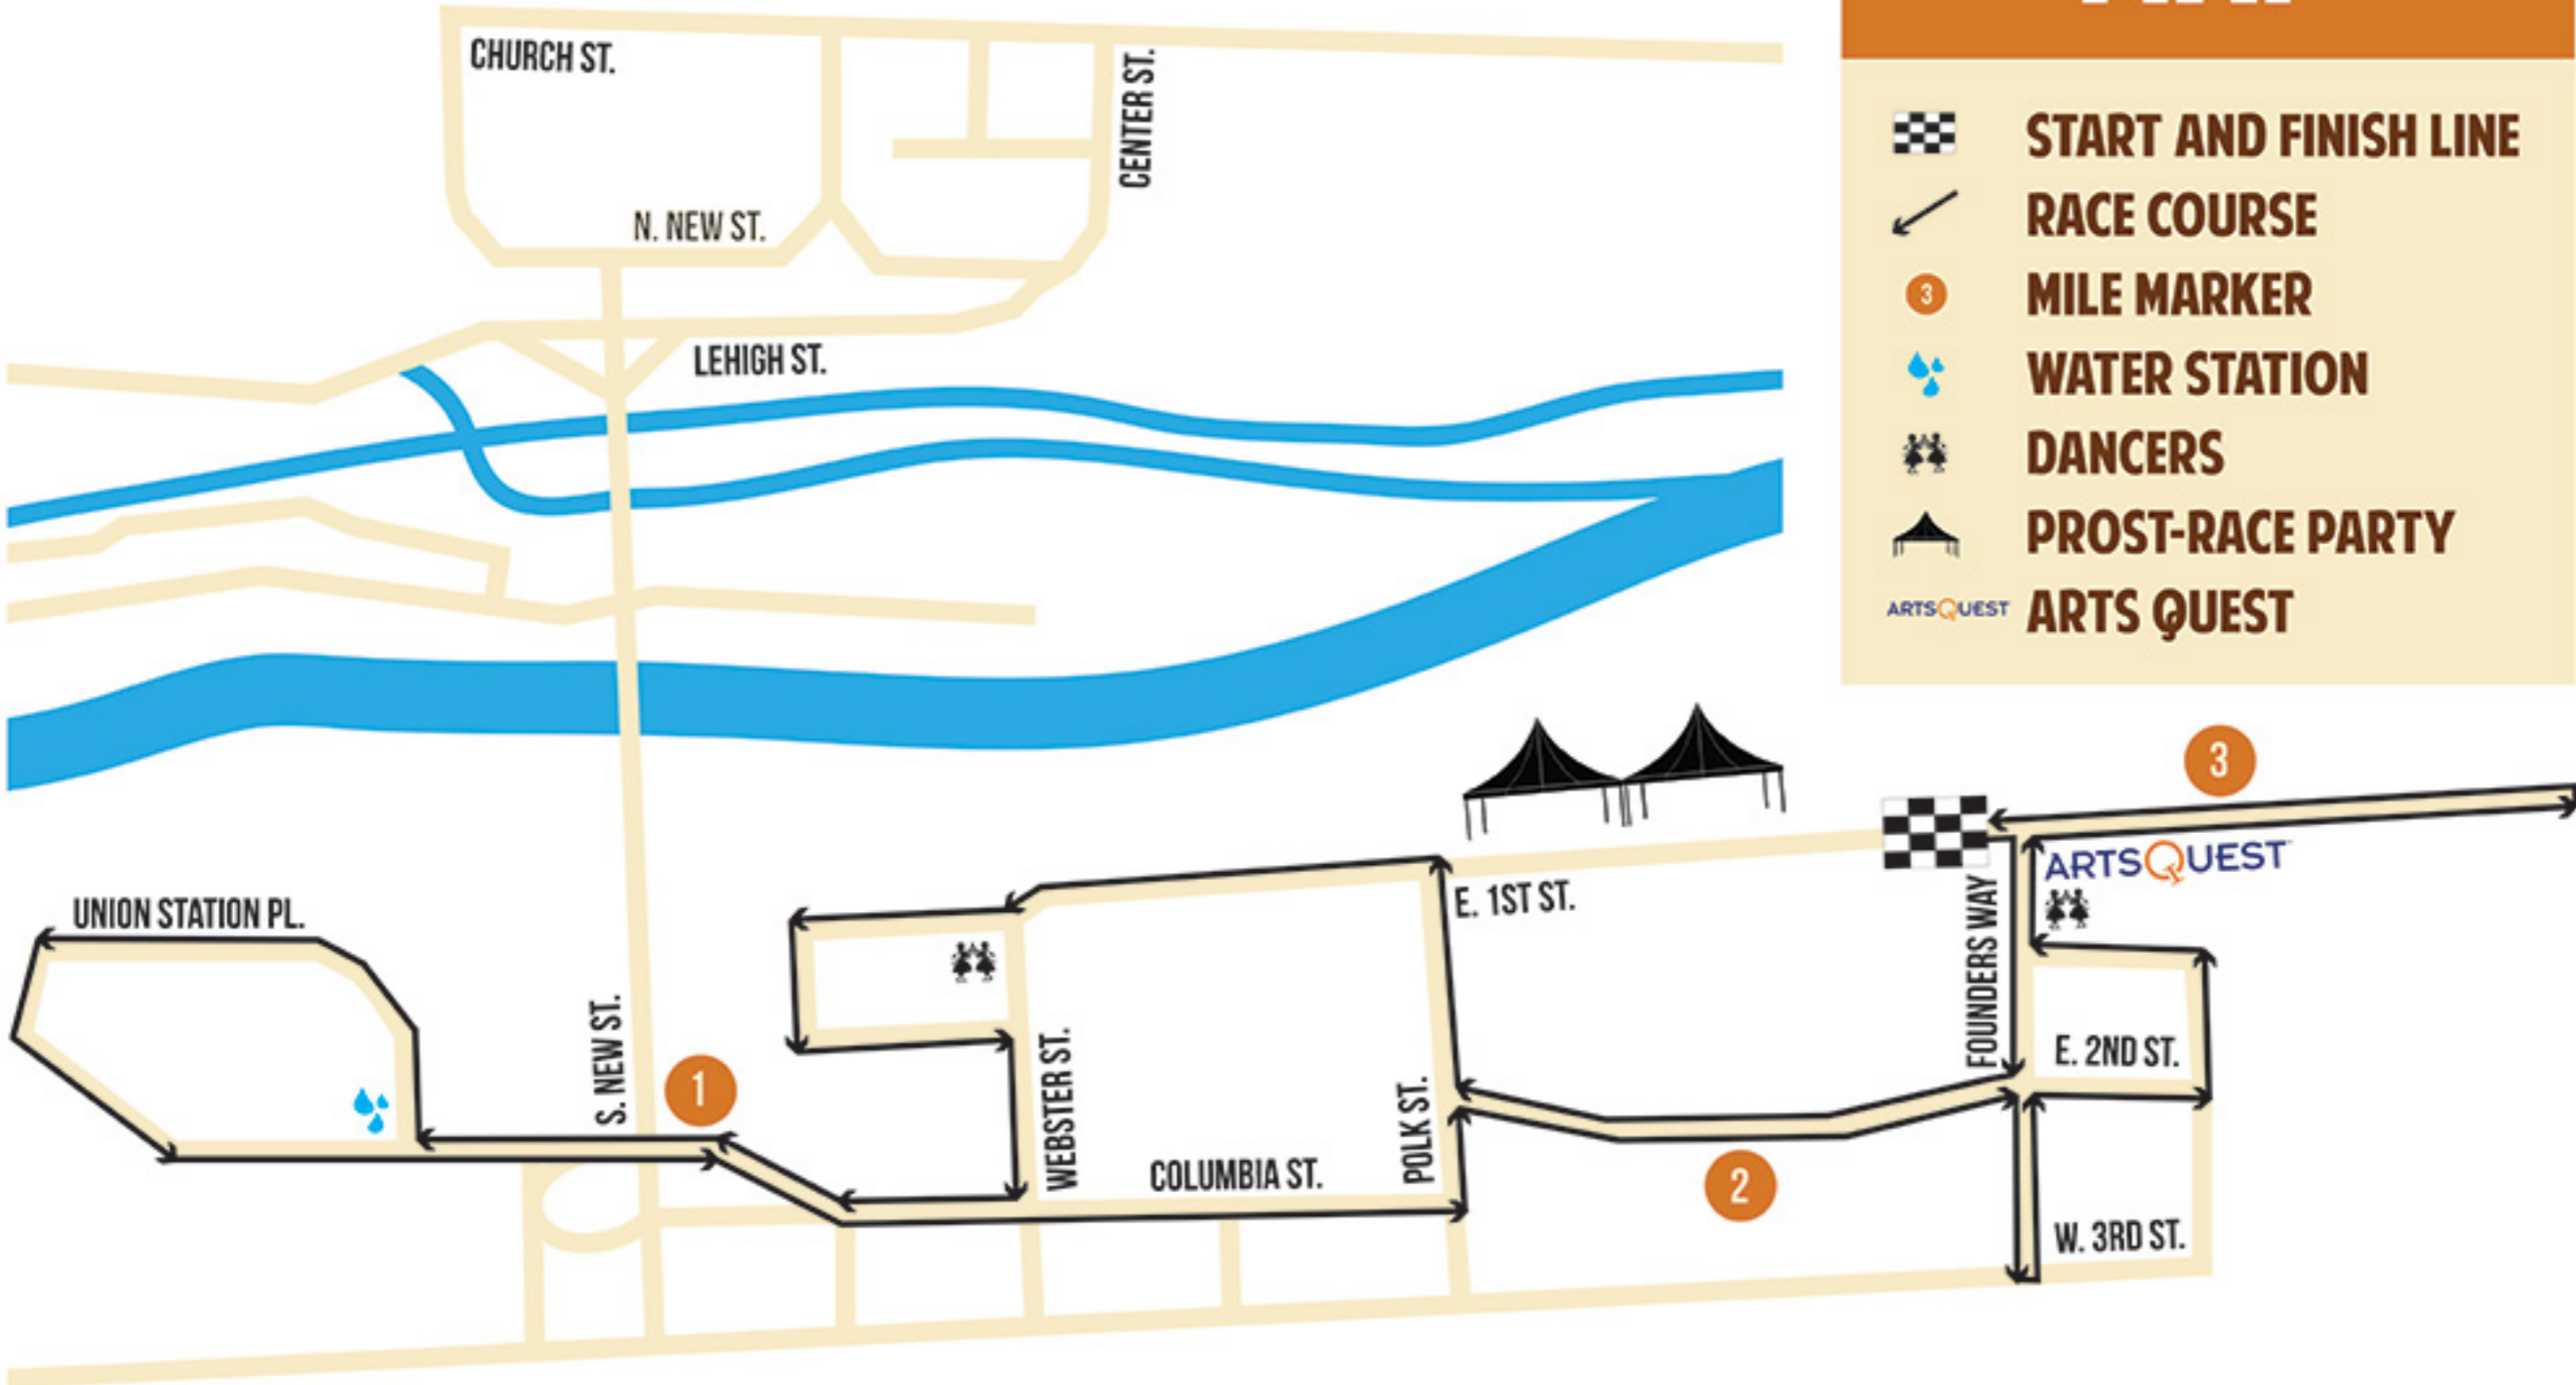 CHURCH ST.
CENTER ST.
N. NEW ST.
LEHIGH ST.
START AND FINISH LINE
RACE COURSE
3 MILE MARKER
WATER STATION
DANCERS
PROST-RACE PARTY
ARTSQUEST ARTS QUEST
3
ARTSQUEST
E. 1ST ST.
FOUNDERS WAY
UNION STATION PL.
S. NEW ST.
1
WEBSTER ST.
POLK ST.
COLUMBIA ST.
E. 2ND ST.
2
W. 3RD ST.